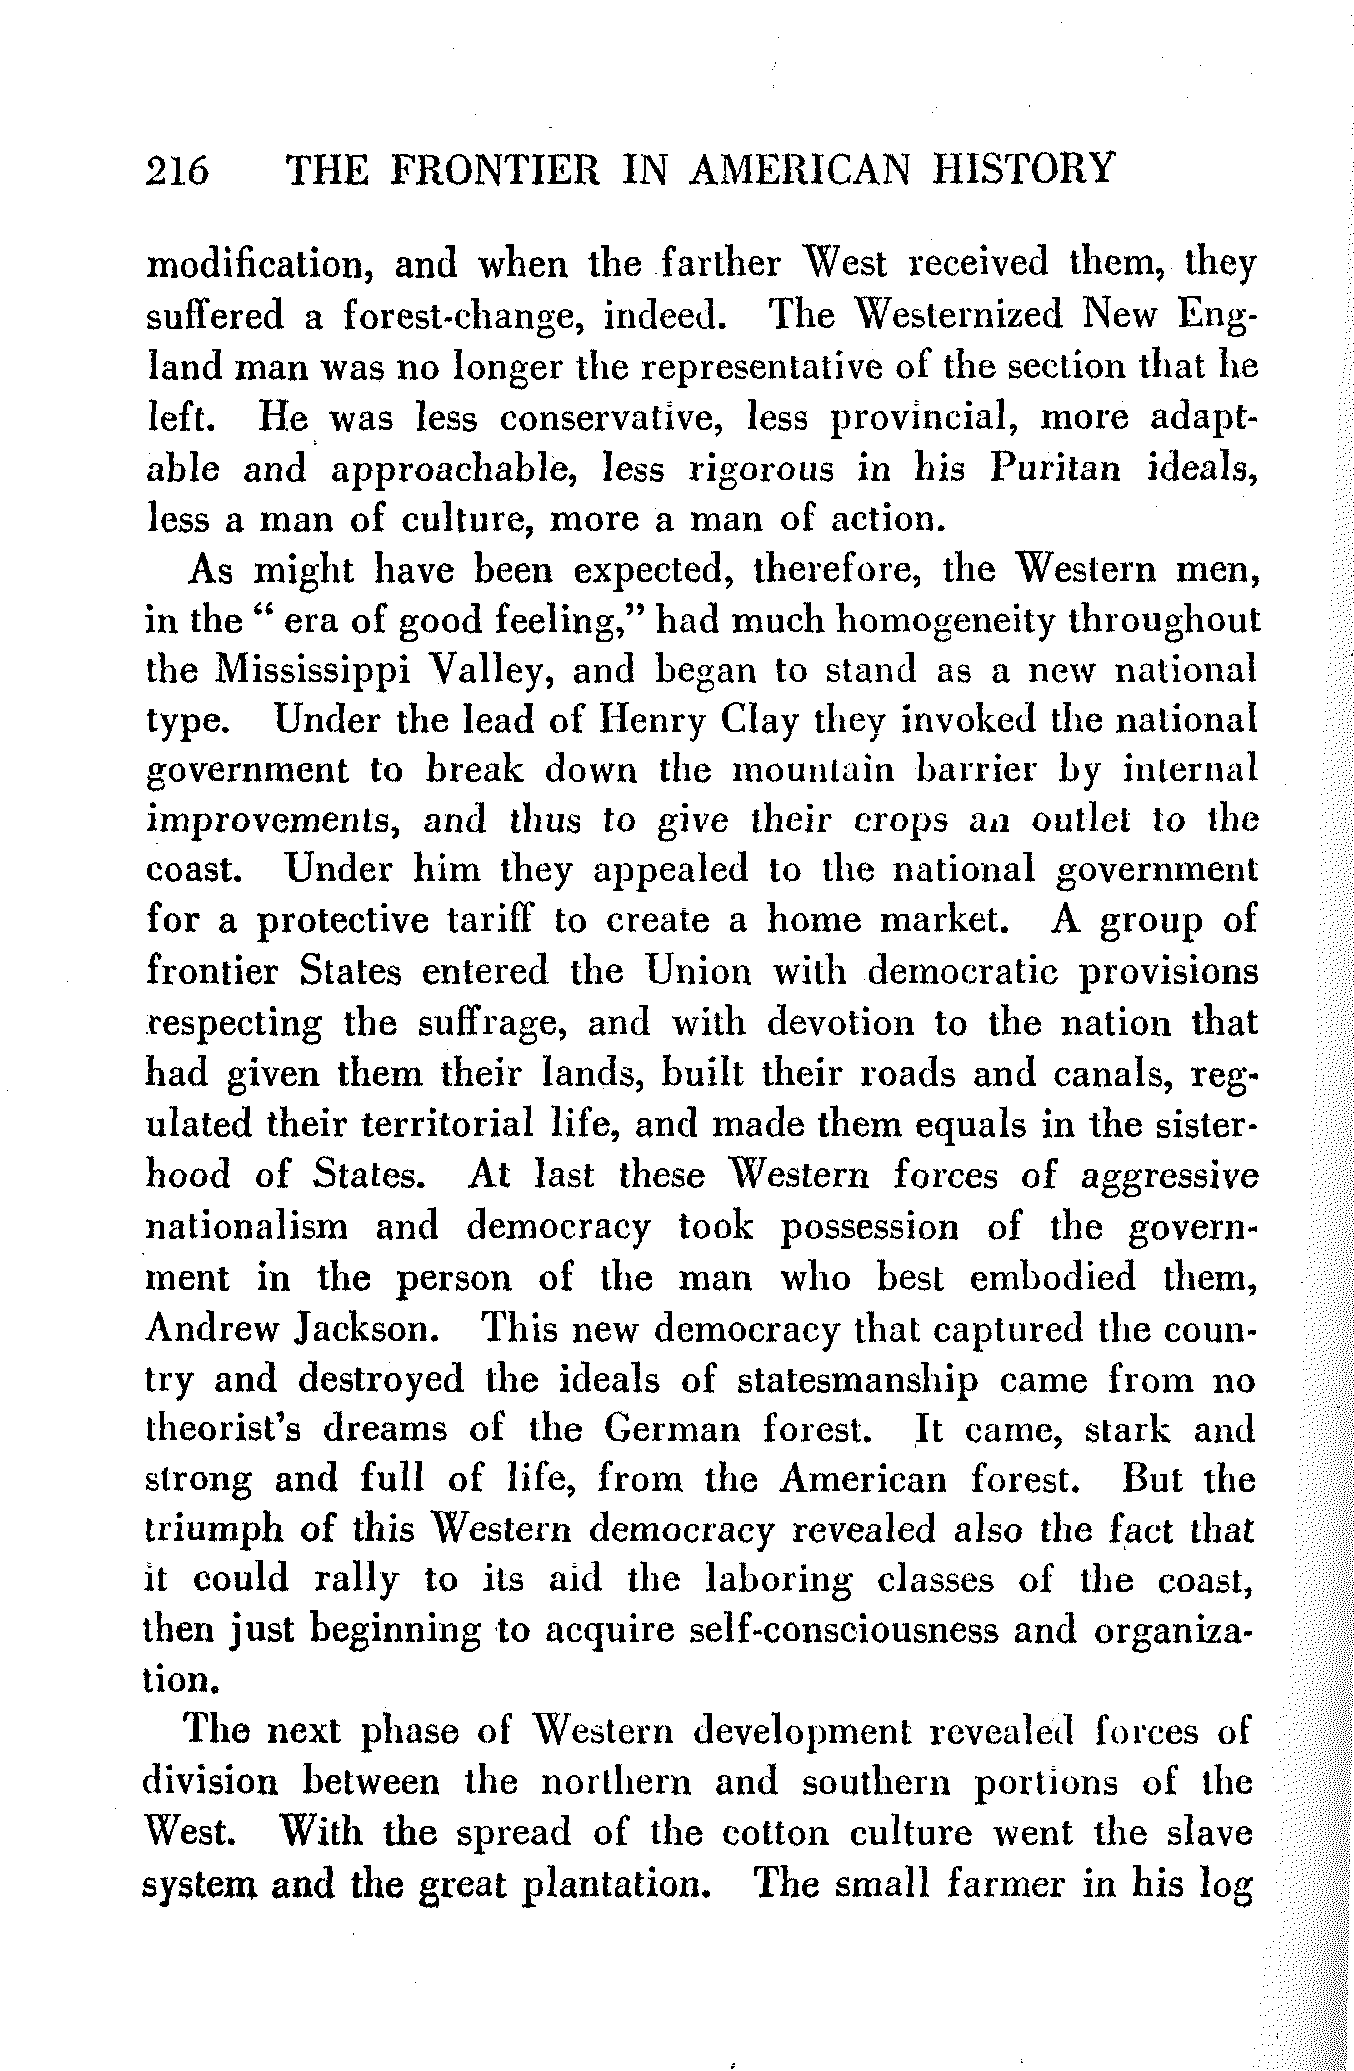 216 THE FRONTIER IN AMERICAN HISTORY
modification, and when the farther West received them, they
suffered a forest-change, indeed. The Westernized New Eng-
land man was no longer the representative of the section that he
left. He was less conservative, less provincial, more adapt-
able and approachable, less rigorous in his Puritan ideals,
less a man of culture, more a man of action.
As might have been expected, therefore, the Western men,
in the “ era of good feeling,” had much homogeneity throughout
the Mississippi Valley, and began to stand as a new national
type. Under the lead of Henry Clay they invoked the national
government to break down the mountain barrier by internal
improvements, and thus to give their crops an outlet to the
coast. Under him they appealed to the national government
for a protective tariff to create a home market. A group of
frontier States entered the Union with democratic provisions
respecting the suffrage, and with devotion to the nation that
had given them their lands, built their roads and canals, reg-
ulated their territorial life, and made them equals in the sister-
hood of States. At last these Western forces of aggressive
nationalism and democracy took possession of the govern-
ment in the person of the man who best embodied them,
Andrew Jackson. This new democracy that captured the coun-
try and destroyed the ideals of statesmanship came from no
theorist's dreams of the German forest. It came, stark and
strong and full of life, from the American forest. But the
triumph of this Western democracy revealed also the fact that
it could rally to its aid the laboring classes of the coast,
then just beginning to acquire self-consciousness and organiza-
tion.
The next phase of Western development revealed forces of
division between the northern and southern portions of the
West. With the spread of the cotton culture went the slave
system and the great plantation. The small farmer in his log